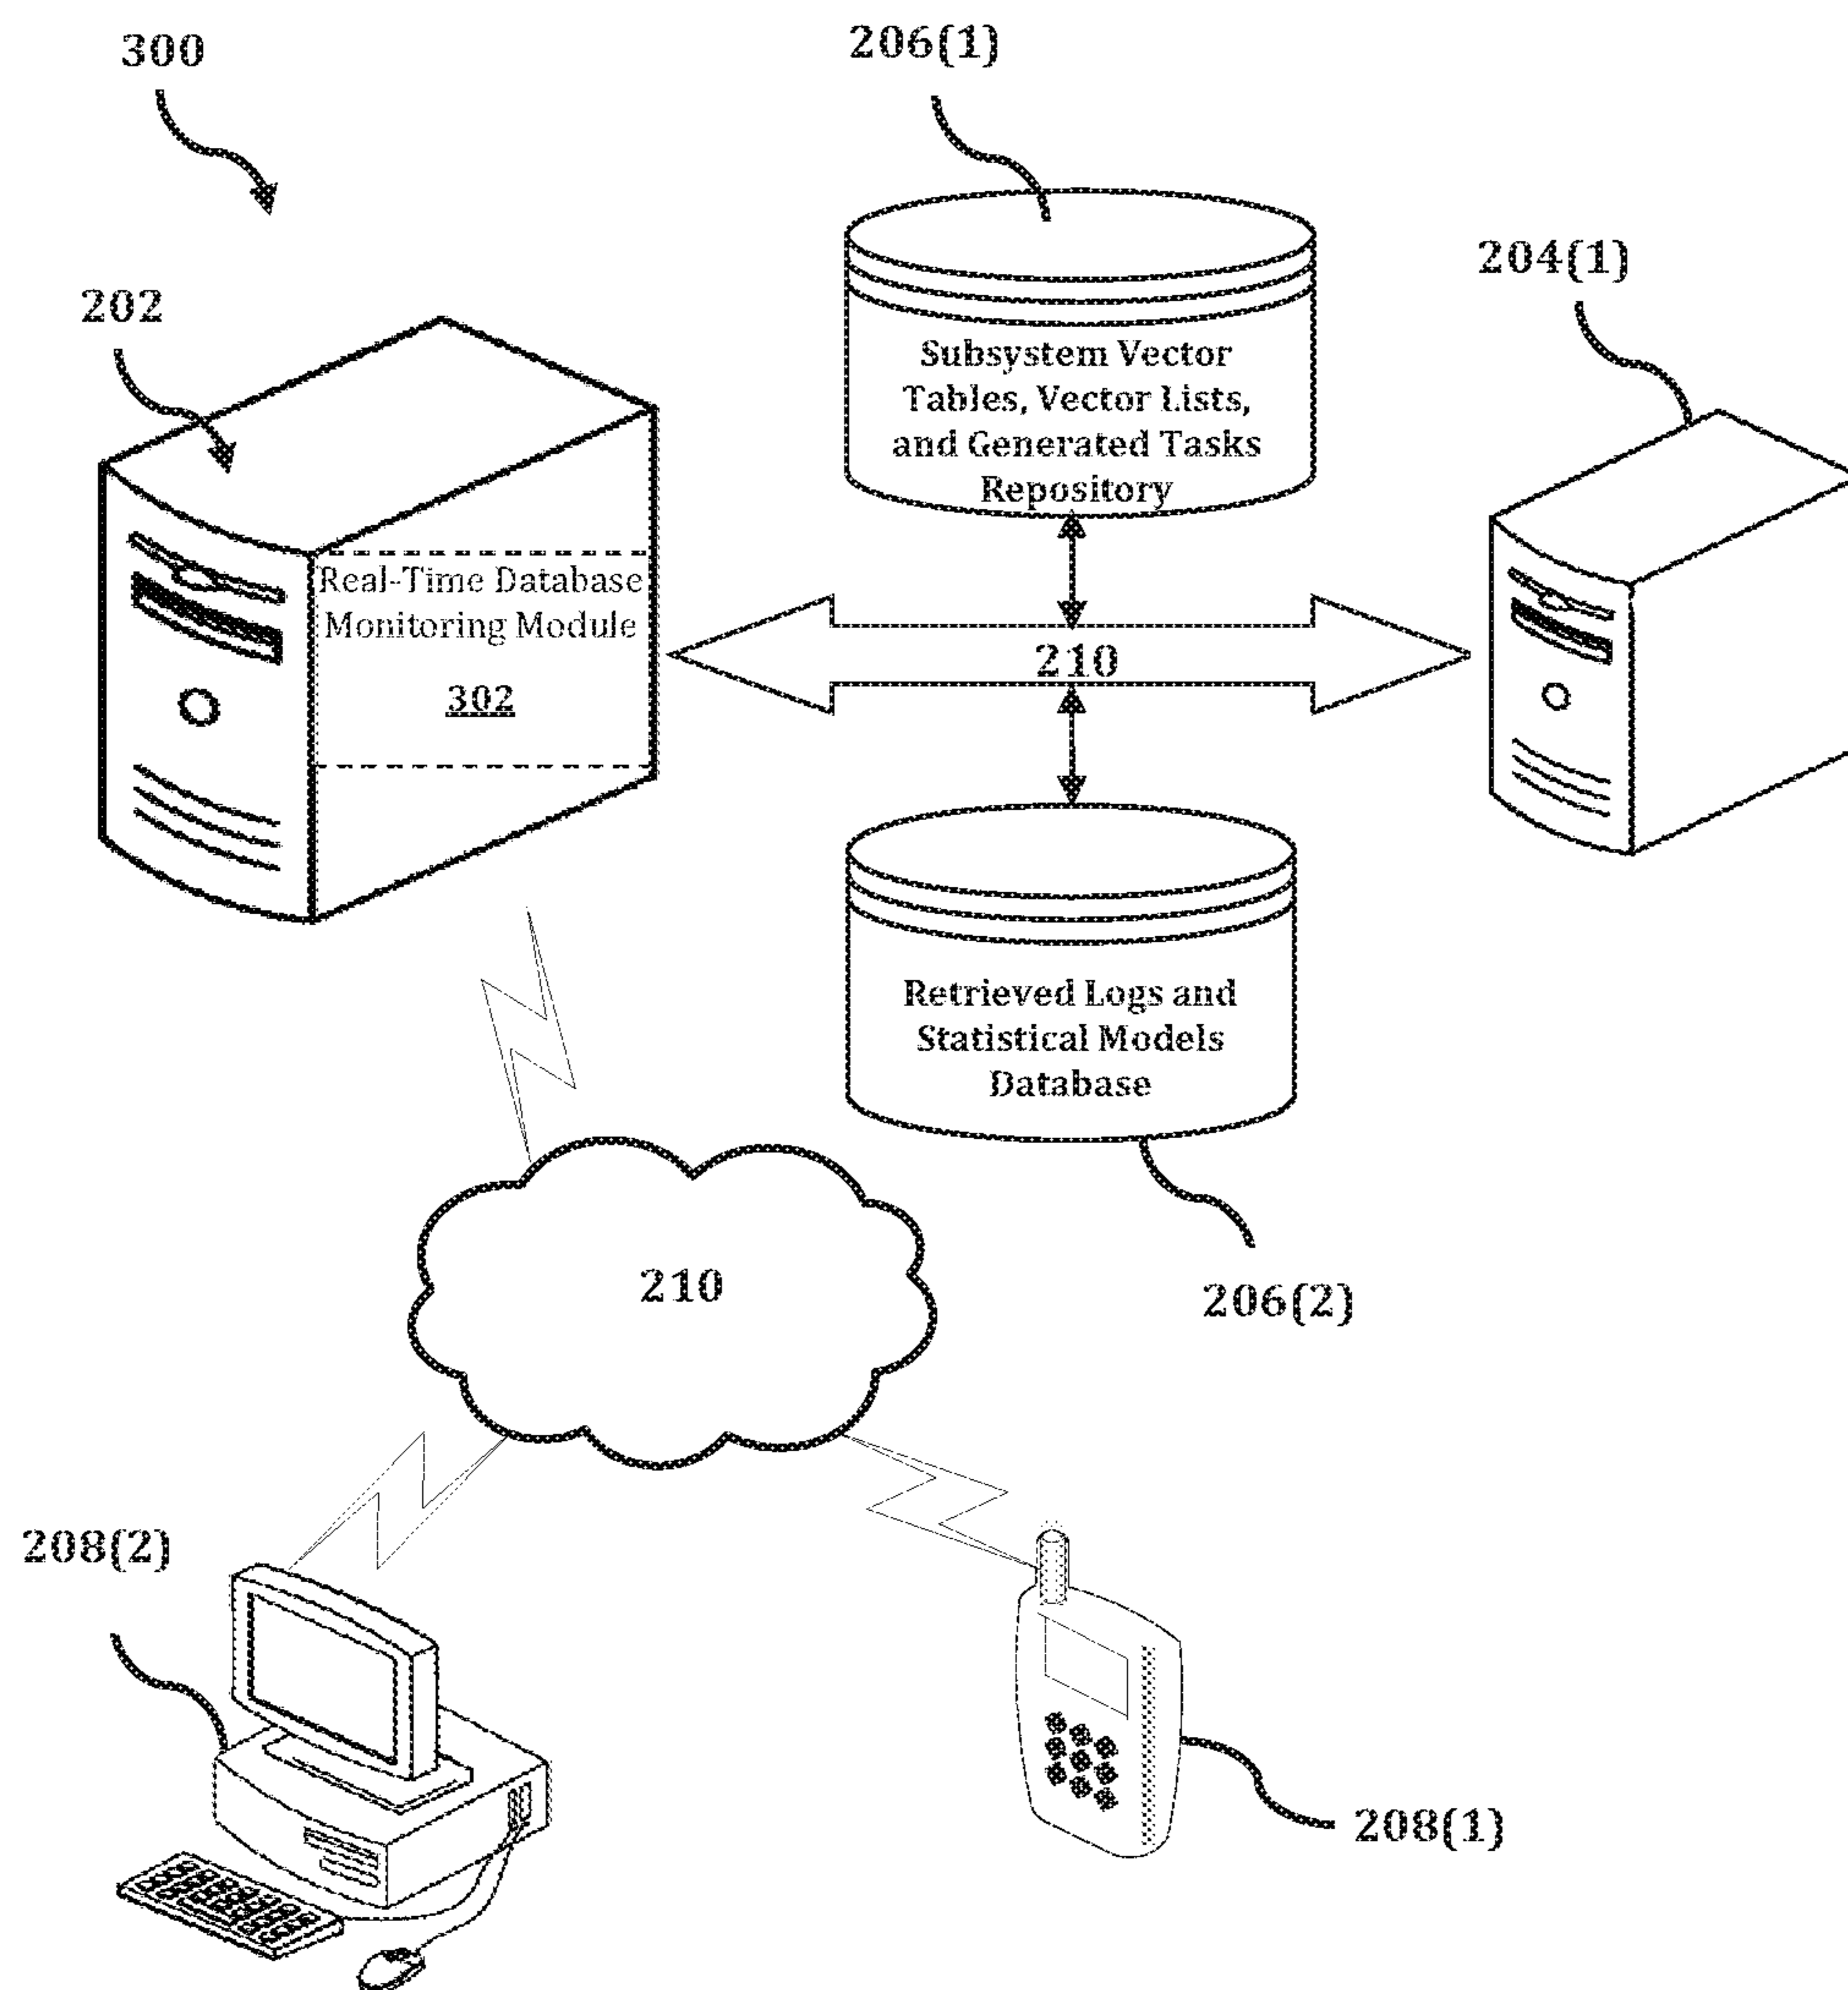 300
206(1)
204(1)
202
Subsystem Vector
Tables, Vector Lists,
and Generated Tasks
Repository
Real-Time Database
Monitoring Module
302
210
Retrieved Logs and
Statistical Models
Database
206(2)
210
208(2)
208(1)